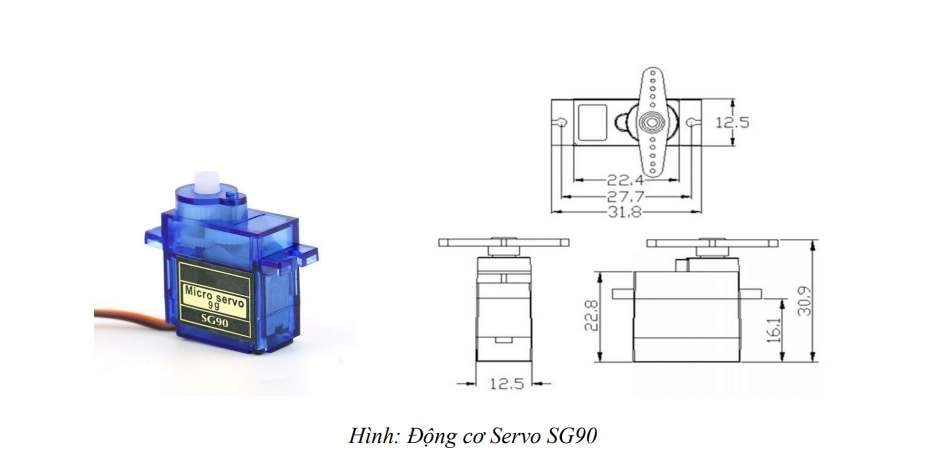 12.5
22.4
27.7
31.8
Micro servo
9g
SG90
22.8
16.1
30.9
12.5
Hình: Động cơ Servo SG90